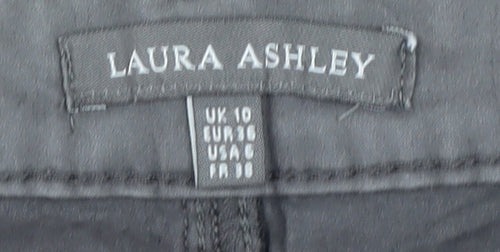 LAURA ASHLEY
UK 10
EUR 36
USA 6
FR 38